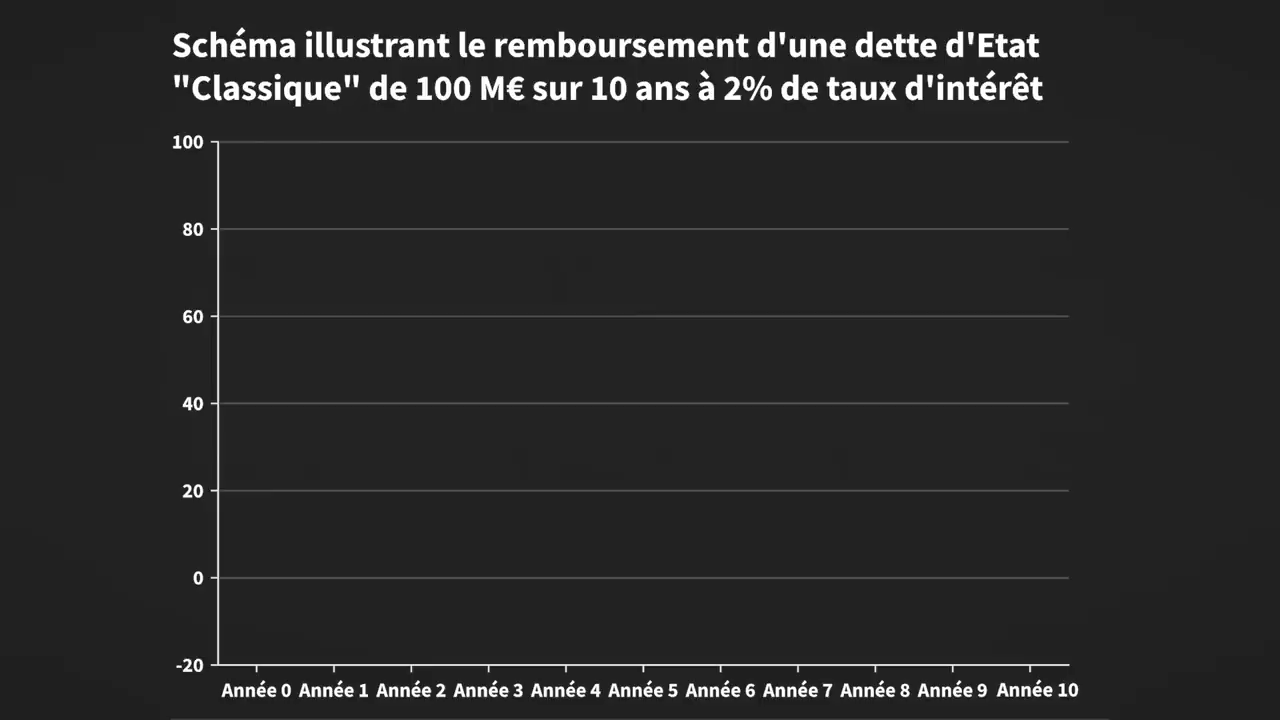 Schéma illustrant le remboursement d'une dette d'Etat
"Classique" de 100 M€ sur 10 ans à 2% de taux d'intérêt
100
80
60
40
20
0
-20
Année 0 Année 1 Année 2 Année 3 Année 4 Année 5 Année 6 Année 7 Année 8 Année 9 Année 10